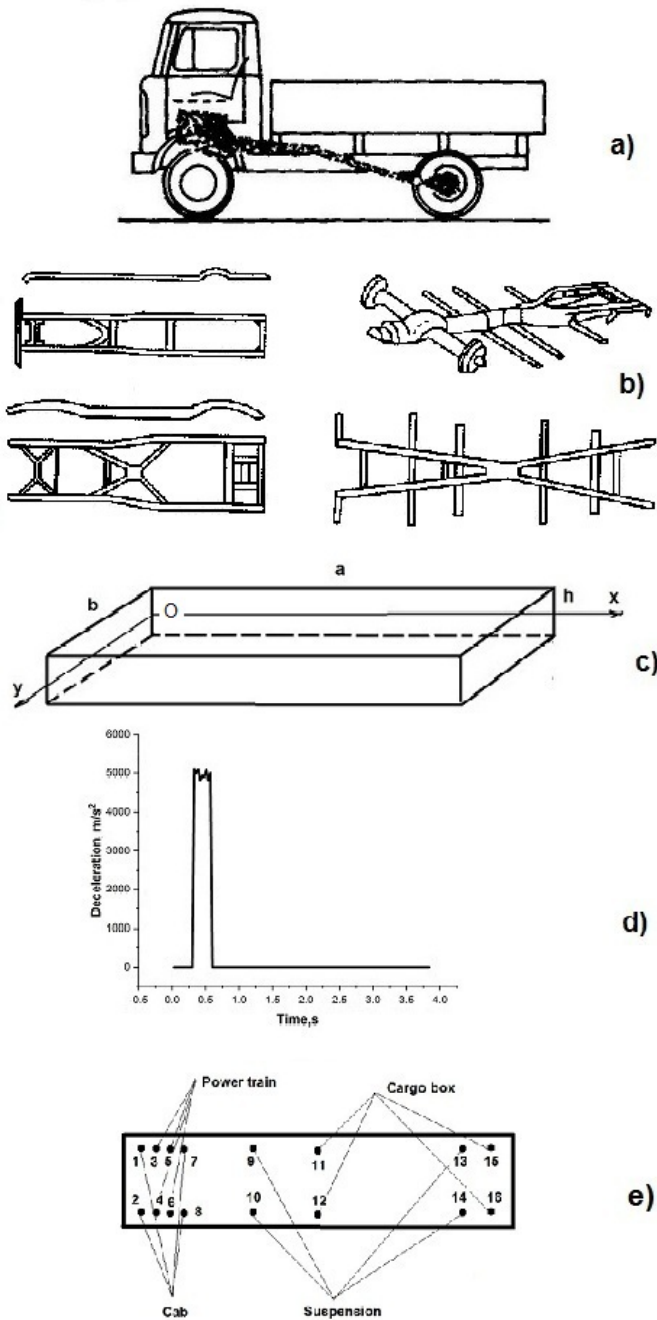 a)
b)
a
b
O
h
x
y
c)
6000
5000
4000
3000
2000
1000
0
Deceleration m/s²
0.5 0.0 0.5 1.0 1.5 2.0 2.5 3.0 3.5 4.0
Time,s
d)
Power train
Cargo box
1 3 5 7 9 11 13 15
2 4 6 8 10 12 14 16
e)
Cab
Suspension